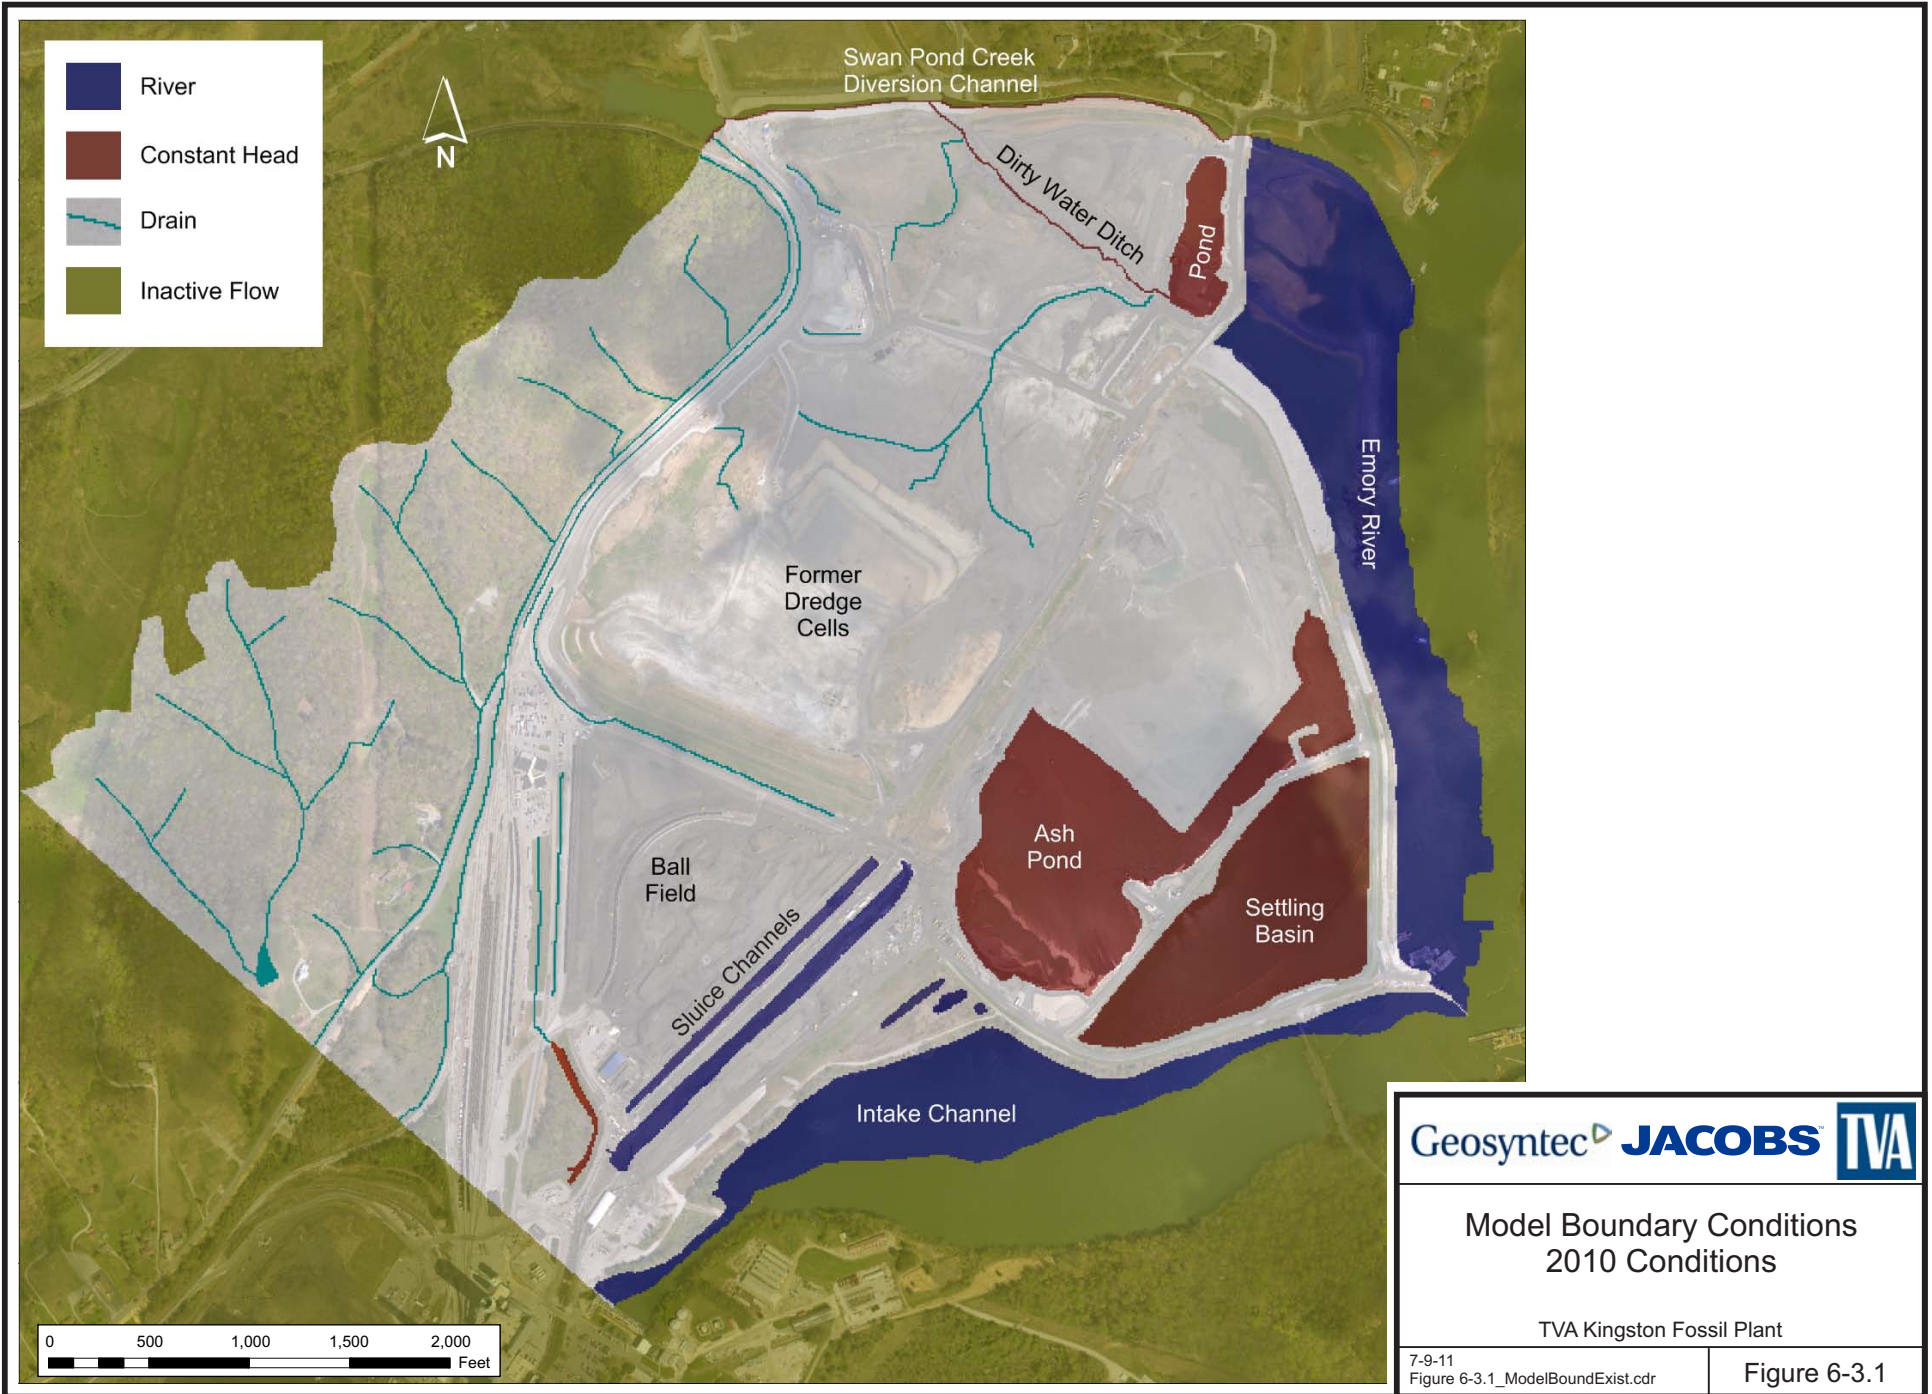 River
Constant Head
Drain
Inactive Flow
N
Swan Pond Creek
Diversion Channel
Dirty Water Ditch
Pond
Emory River
Former
Dredge
Cells
Ash
Pond
Ball
Field
Settling
Basin
Sluice Channels
Intake Channel
0 500 1,000 1,500 2,000
Feet
Geosyntec JACOBS TVA
Model Boundary Conditions
2010 Conditions
TVA Kingston Fossil Plant
7-9-11
Figure 6-3.1_ModelBoundExist.cdr
Figure 6-3.1